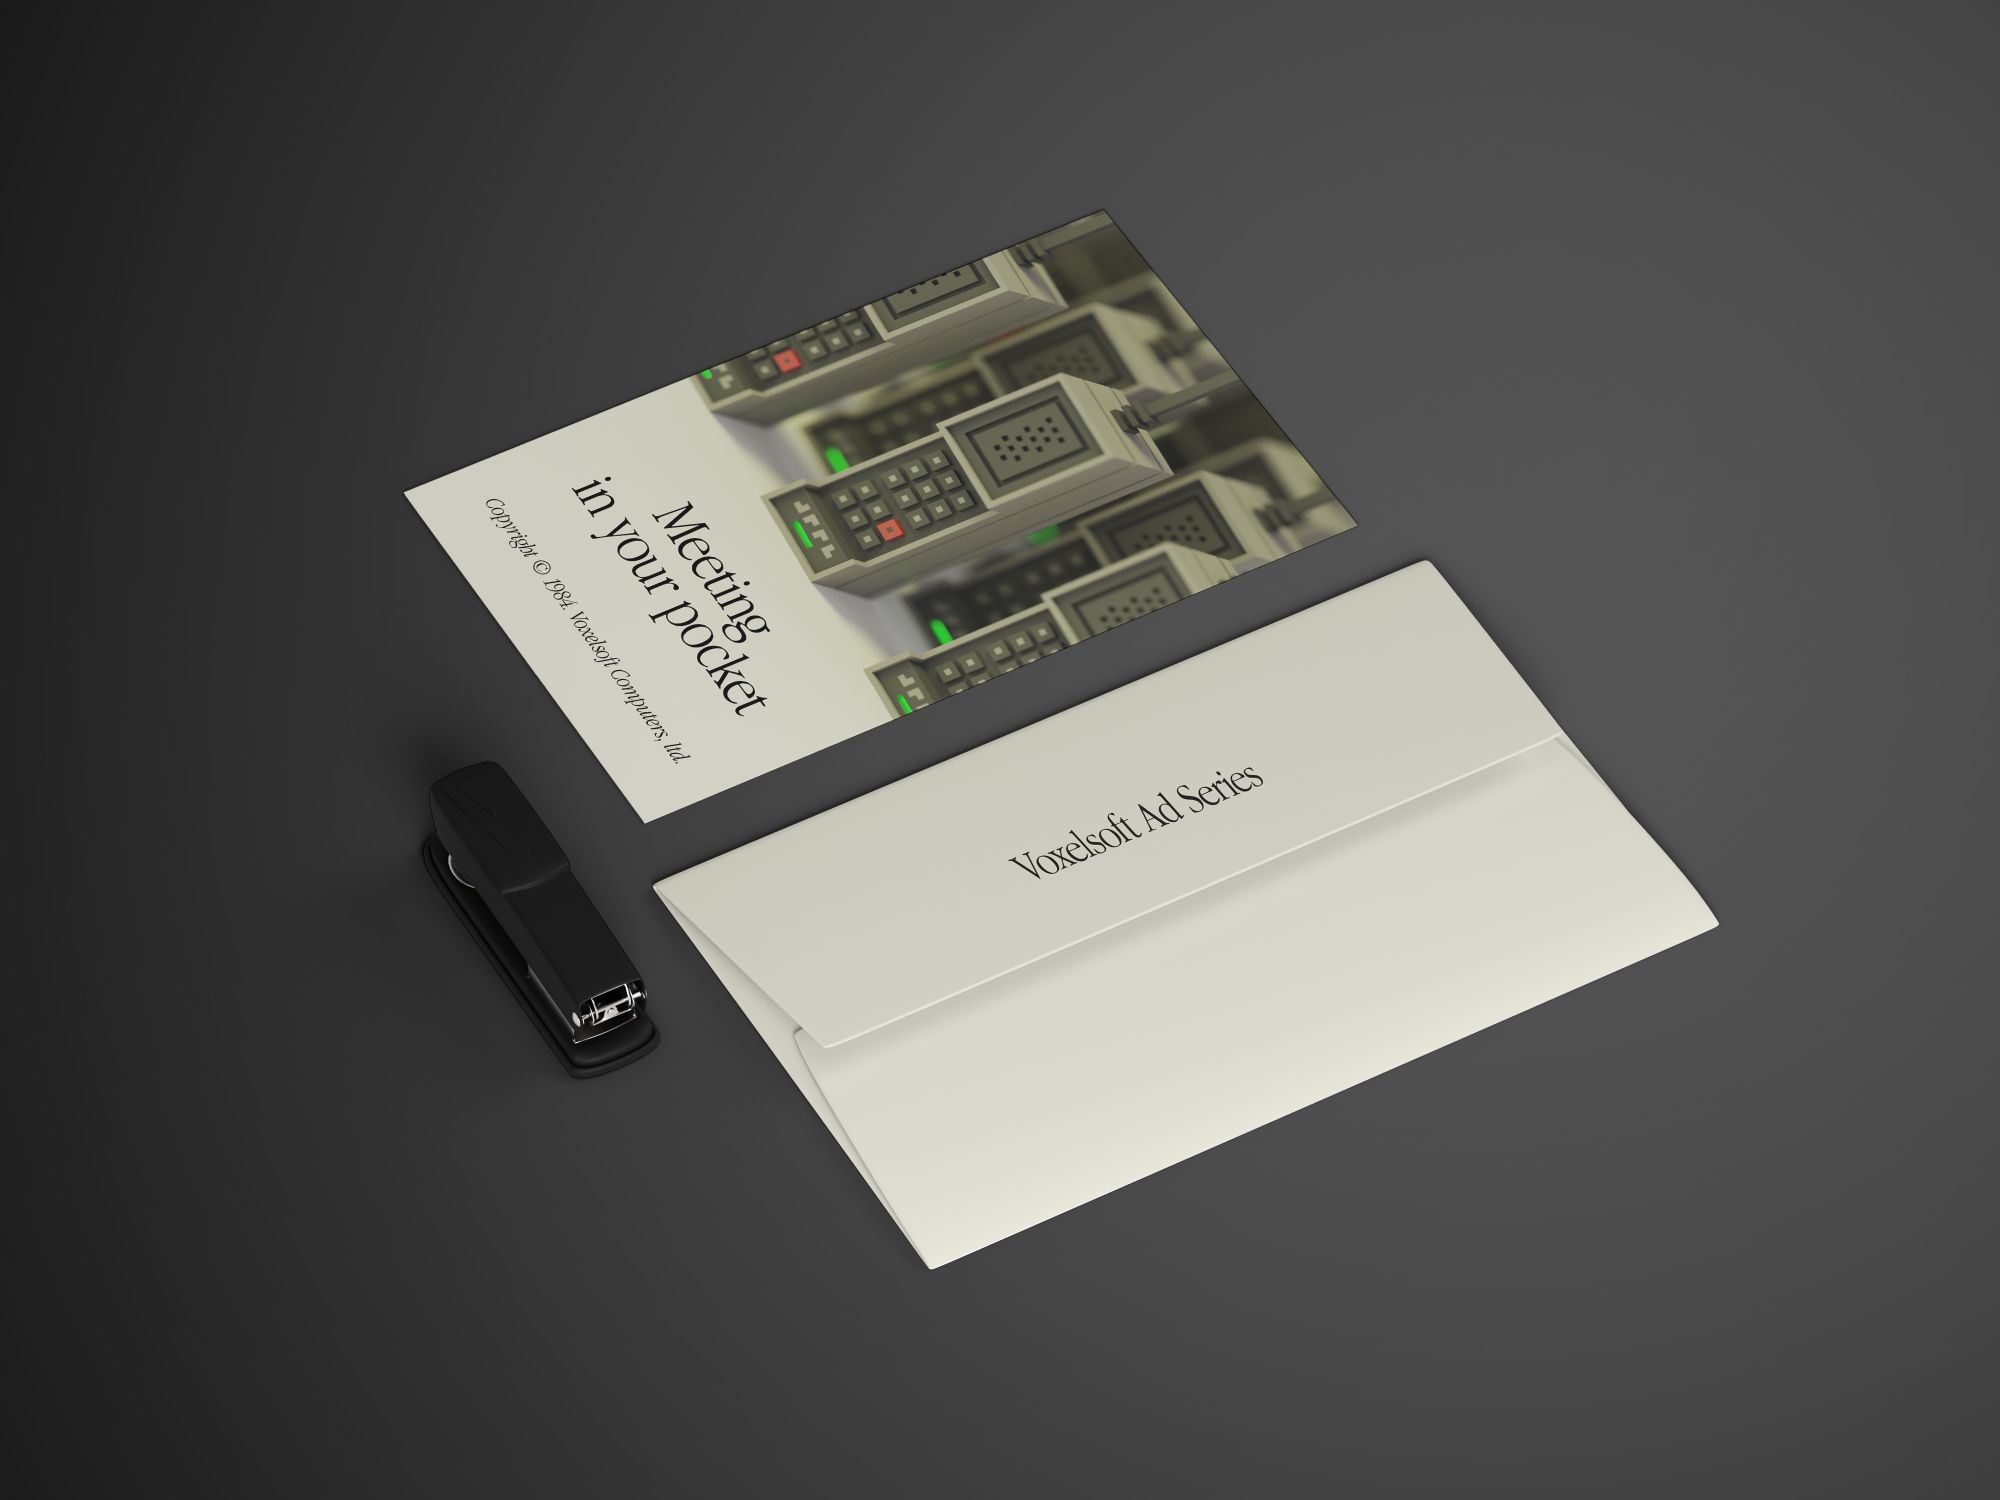 Meeting
in your pocket
Copyright © 1984. Voxelsoft Computers, ltd.
Voxelsoft Ad Series